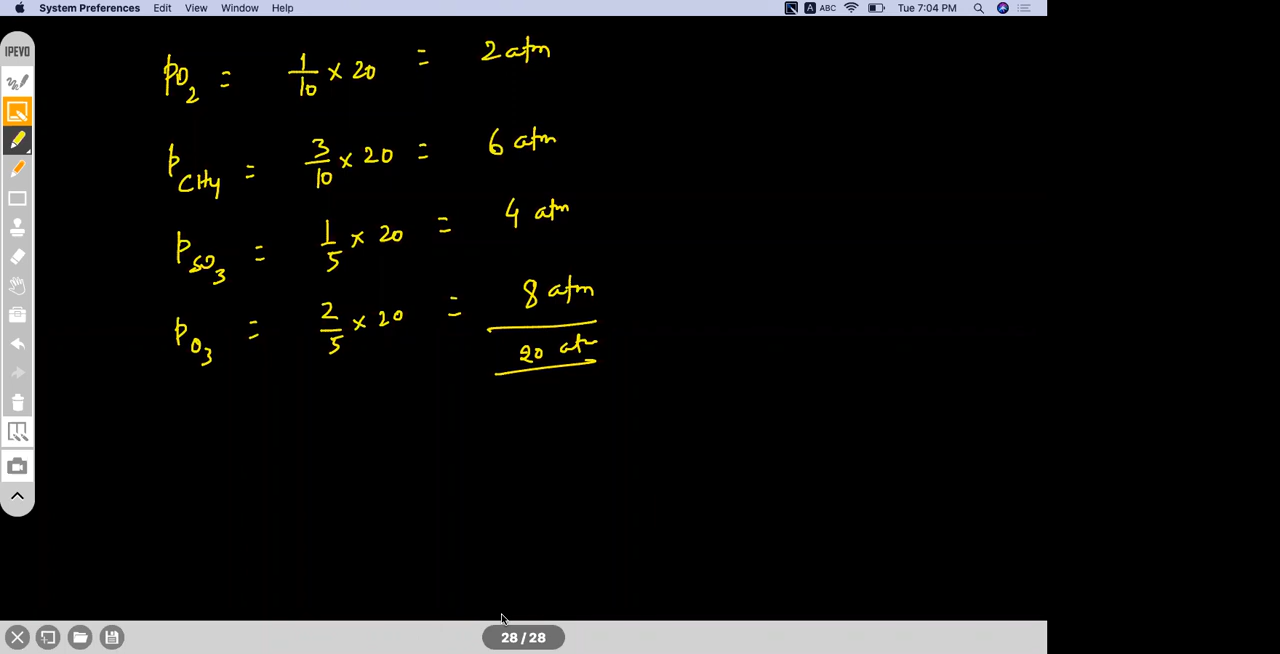 System Preferences Edit View Window Help
A ABC Tue 7:04 PM
IPEVO
pO₂ = 1/10 × 20 = 2 atm
pCH4 = 3/10 × 20 = 6 atm
pSO₃ = 1/5 × 20 = 4 atm
pO₃ = 2/5 × 20 = 8 atm
20 atm
28 / 28